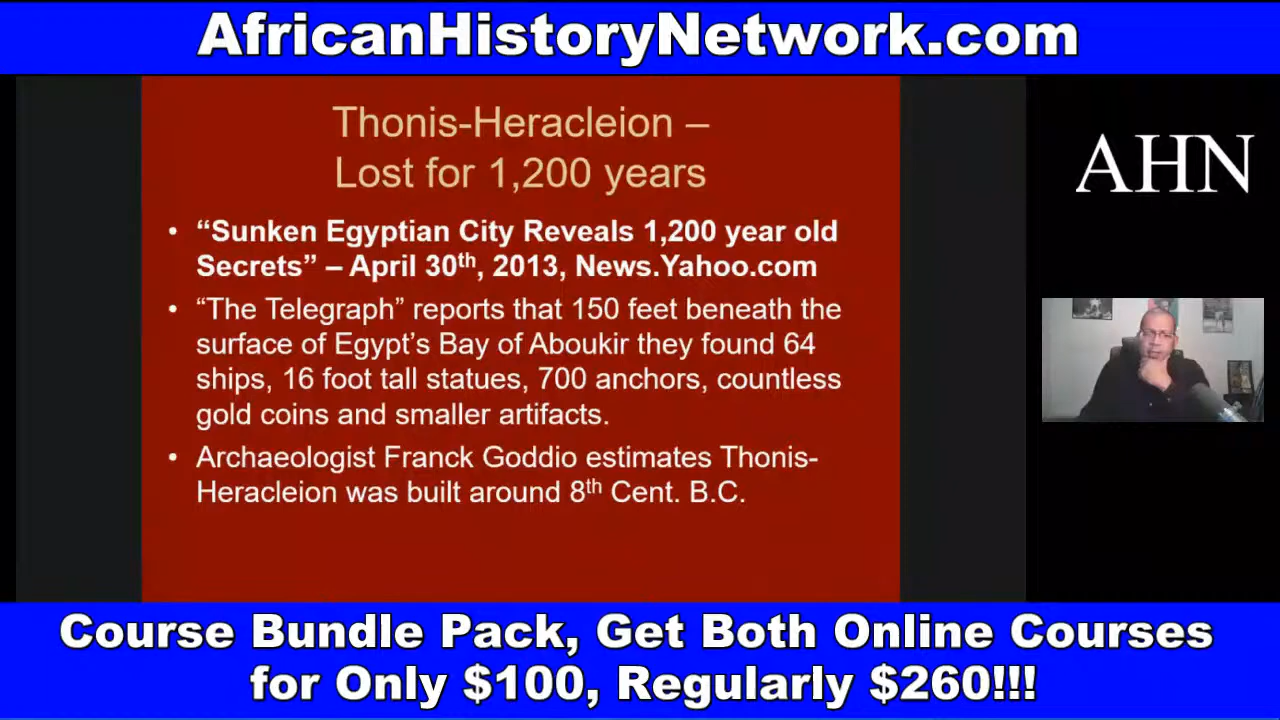 AfricanHistoryNetwork.com
Thonis-Heracleion –
Lost for 1,200 years
• “Sunken Egyptian City Reveals 1,200 year old
Secrets” – April 30th, 2013, News.Yahoo.com
• “The Telegraph” reports that 150 feet beneath the
surface of Egypt’s Bay of Aboukir they found 64
ships, 16 foot tall statues, 700 anchors, countless
gold coins and smaller artifacts.
• Archaeologist Franck Goddio estimates Thonis-
Heracleion was built around 8th Cent. B.C.
AHN
Course Bundle Pack, Get Both Online Courses
for Only $100, Regularly $260!!!